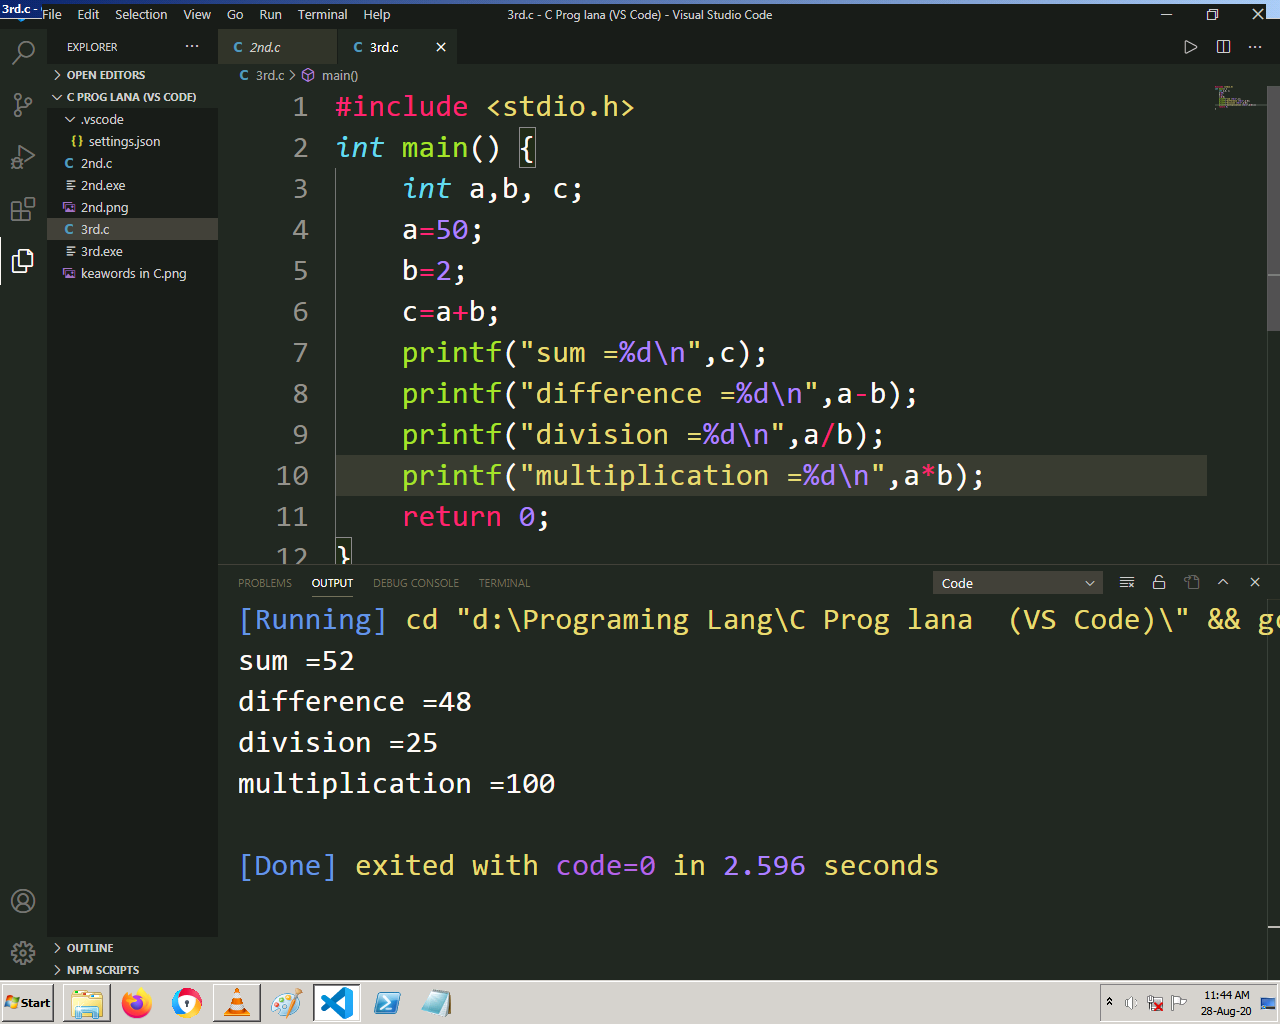 3rd.c -
File Edit Selection View Go Run Terminal Help
3rd.c - C Prog lana (VS Code) - Visual Studio Code
EXPLORER
OPEN EDITORS
C PROG LANA (VS CODE)
.vscode
{} settings.json
C 2nd.c
2nd.exe
2nd.png
C 3rd.c
3rd.exe
keawords in C.png
OUTLINE
NPM SCRIPTS
C 2nd.c C 3rd.c
C 3rd.c > main()
1 #include <stdio.h>
2 int main() {
3 int a,b, c;
4 a=50;
5 b=2;
6 c=a+b;
7 printf("sum =%d\n",c);
8 printf("difference =%d\n",a-b);
9 printf("division =%d\n",a/b);
10 printf("multiplication =%d\n",a*b);
11 return 0;
12 }
PROBLEMS OUTPUT DEBUG CONSOLE TERMINAL
Code
[Running] cd "d:\Programing Lang\C Prog lana  (VS Code)\" && gc
sum =52
difference =48
division =25
multiplication =100
[Done] exited with code=0 in 2.596 seconds
Start
11:44 AM
28-Aug-20